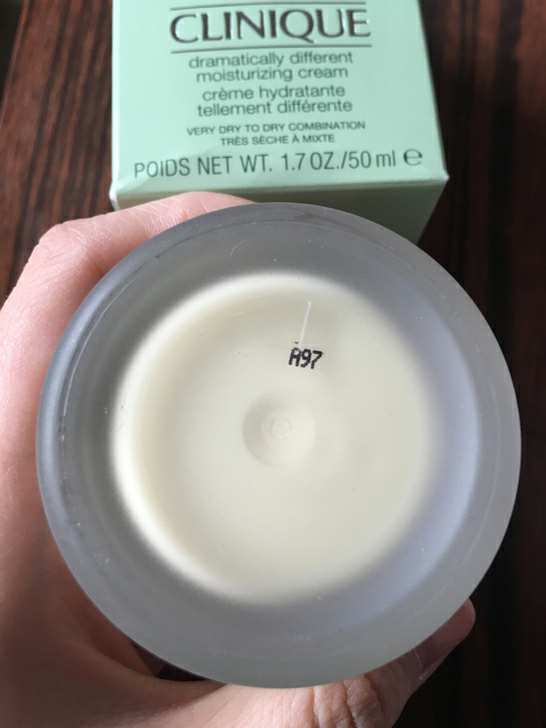 CLINIQUE
dramatically different
moisturizing cream
crème hydratante
tellement différente
VERY DRY TO DRY COMBINATION
TRÈS SÈCHE À MIXTE
POIDS NET WT. 1.7 OZ./50 ml ℮
A97